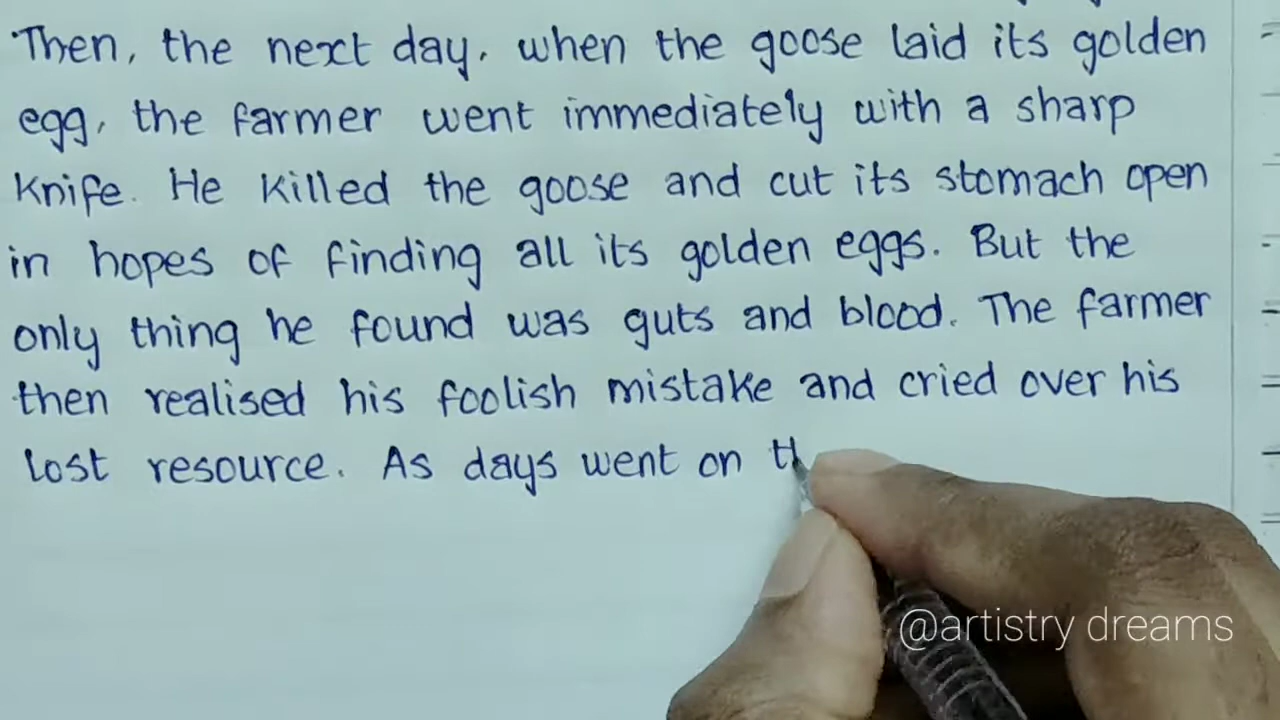 Then, the next day, when the goose laid its golden
egg, the farmer went immediately with a sharp
knife. He killed the goose and cut its stomach open
in hopes of finding all its golden eggs. But the
only thing he found was guts and blood. The farmer
then realised his foolish mistake and cried over his
lost resource. As days went on th
@artistry dreams